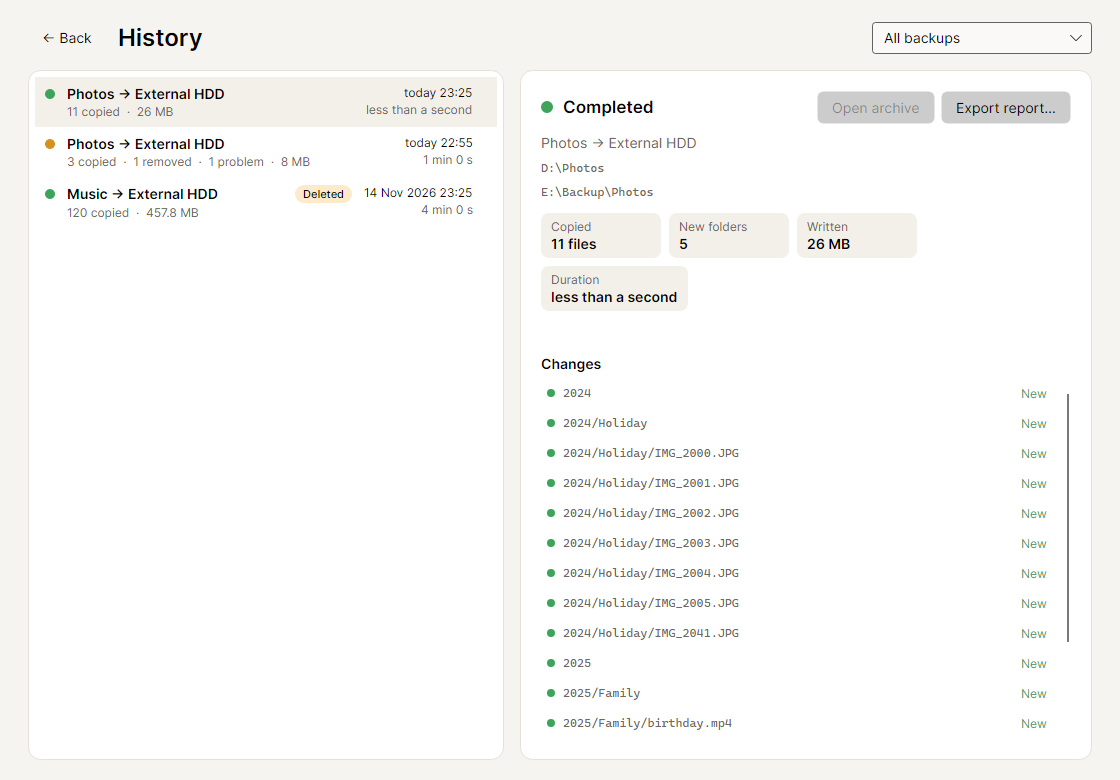 ← Back
History
All backups
Photos → External HDD
today 23:25
11 copied · 26 MB
less than a second
Photos → External HDD
today 22:55
3 copied · 1 removed · 1 problem · 8 MB
1 min 0 s
Music → External HDD
Deleted
14 Nov 2026 23:25
120 copied · 457.8 MB
4 min 0 s
Completed
Open archive
Export report...
Photos → External HDD
D:\Photos
E:\Backup\Photos
Copied
11 files
New folders
5
Written
26 MB
Duration
less than a second
Changes
2024 New
2024/Holiday New
2024/Holiday/IMG_2000.JPG New
2024/Holiday/IMG_2001.JPG New
2024/Holiday/IMG_2002.JPG New
2024/Holiday/IMG_2003.JPG New
2024/Holiday/IMG_2004.JPG New
2024/Holiday/IMG_2005.JPG New
2024/Holiday/IMG_2041.JPG New
2025 New
2025/Family New
2025/Family/birthday.mp4 New